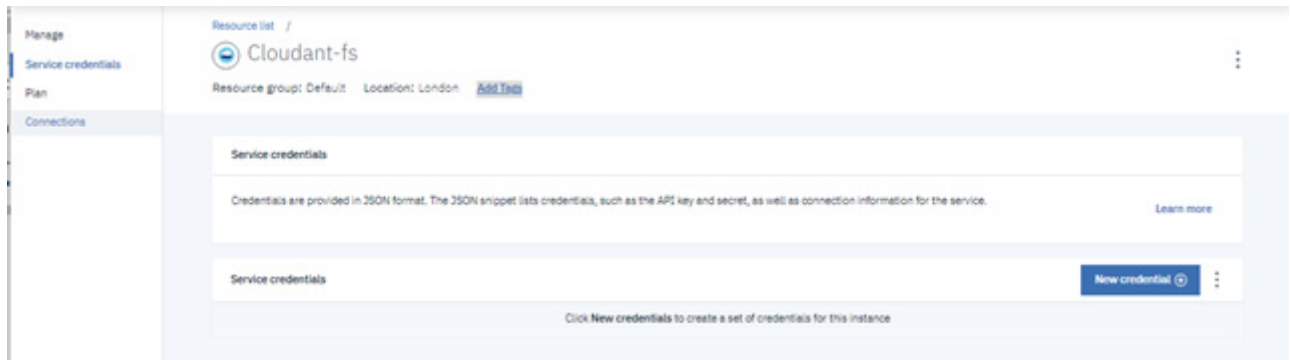 Manage
Service credentials
Plan
Connections
Resource list /
Cloudant-fs
Resource group: Default Location: London Add Tags
Service credentials
Credentials are provided in JSON format. The JSON snippet lists credentials, such as the API key and secret, as well as connection information for the service.
Learn more
Service credentials
New credential
Click New credentials to create a set of credentials for this instance